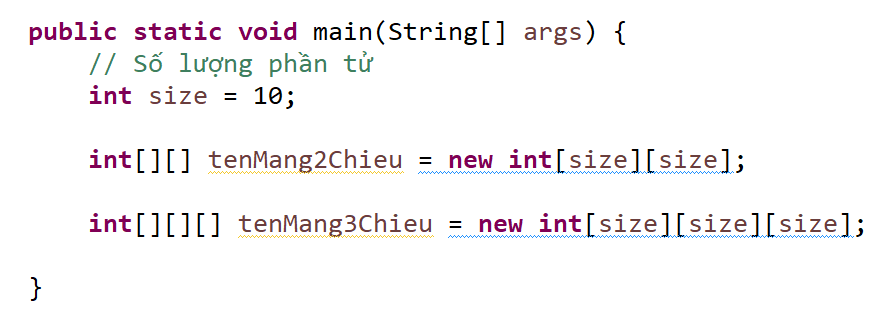 public static void main(String[] args) {
// Số lượng phần tử
int size = 10;
int[][] tenMang2Chieu = new int[size][size];
int[][][] tenMang3Chieu = new int[size][size][size];
}